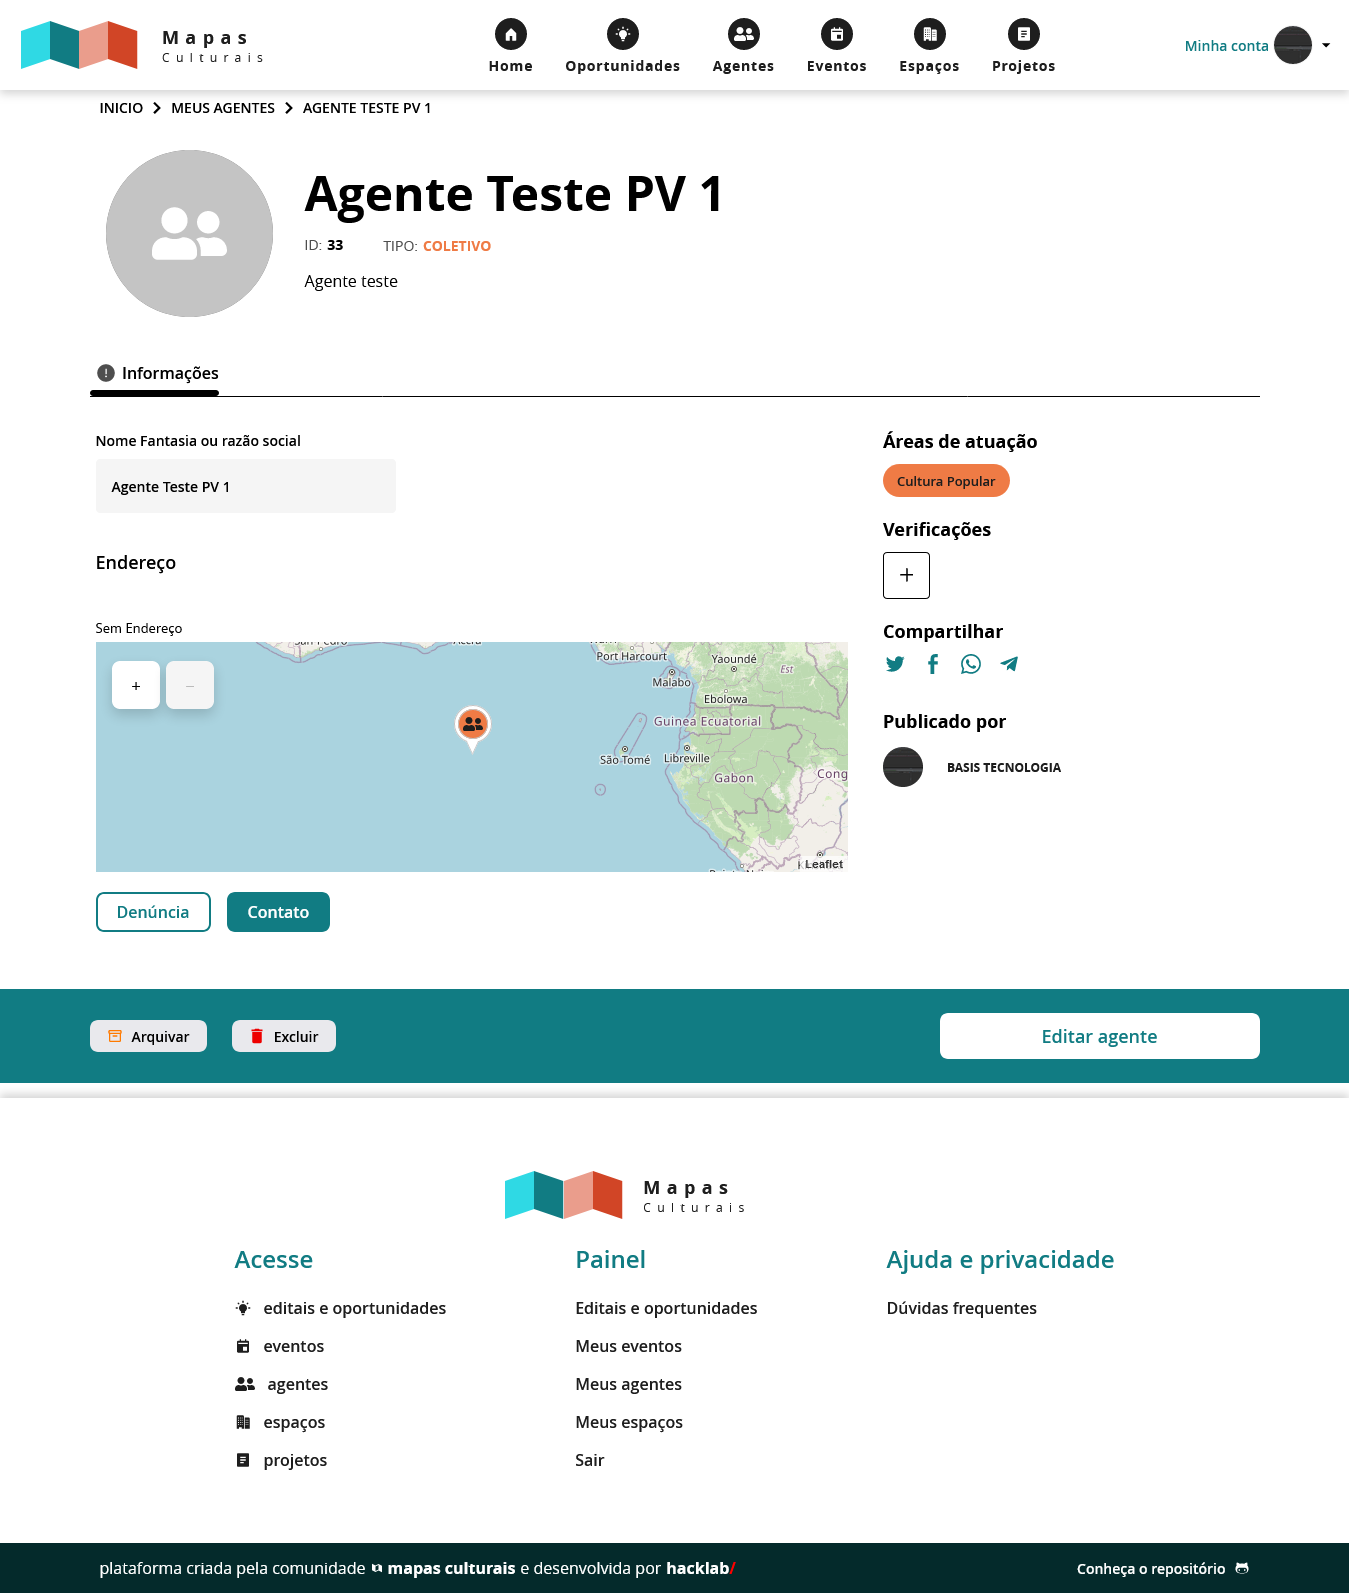 Mapas
Culturais
Home
Oportunidades
Agentes
Eventos
Espaços
Projetos
Minha conta
INICIO
MEUS AGENTES
AGENTE TESTE PV 1
Agente Teste PV 1
ID: 33
TIPO: COLETIVO
Agente teste
Informações
Nome Fantasia ou razão social
Agente Teste PV 1
Endereço
Sem Endereço
+
−
Port Harcourt
Yaoundé
Est
Malabo
Ebolowa
Guinea Ecuatorial
São Tomé
Libreville
Gabon
Cong
Leaflet
Denúncia
Contato
Áreas de atuação
Cultura Popular
Verificações
+
Compartilhar
Publicado por
BASIS TECNOLOGIA
Arquivar
Excluir
Editar agente
Mapas
Culturais
Acesse
editais e oportunidades
eventos
agentes
espaços
projetos
Painel
Editais e oportunidades
Meus eventos
Meus agentes
Meus espaços
Sair
Ajuda e privacidade
Dúvidas frequentes
plataforma criada pela comunidade mapas culturais e desenvolvida por hacklab/
Conheça o repositório